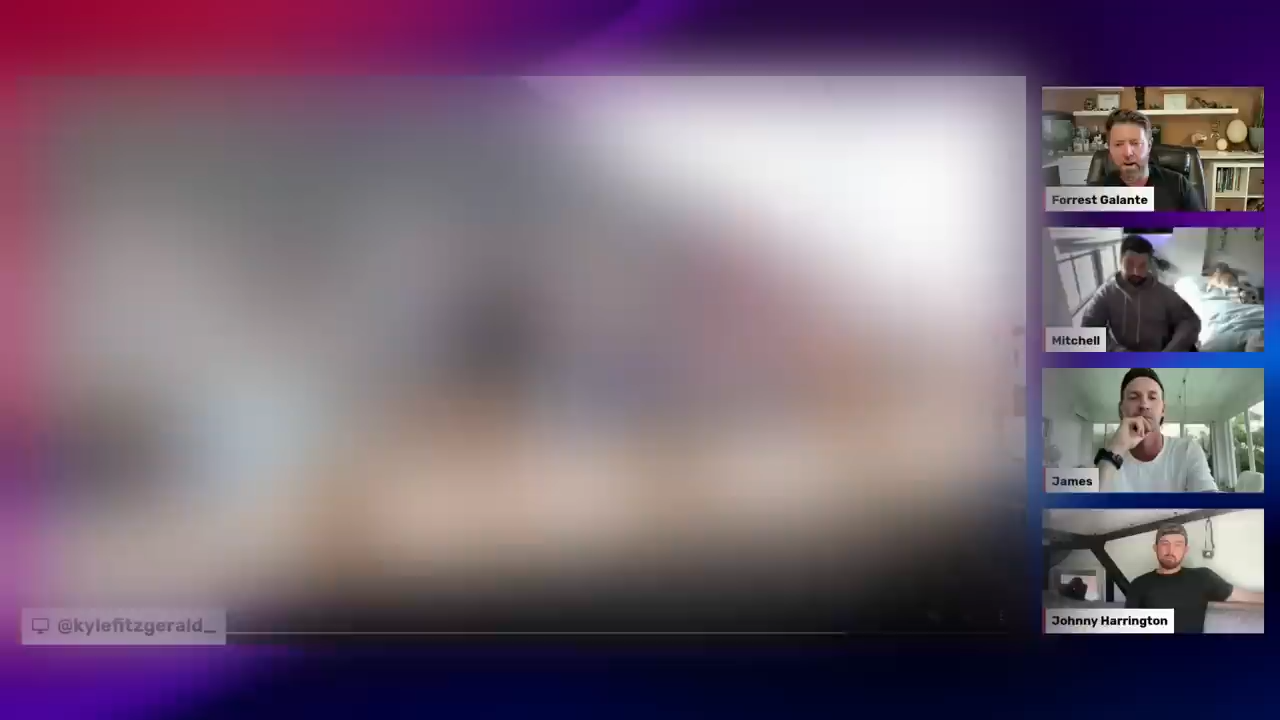 Forrest Galante
Mitchell
James
Johnny Harrington
@kylefitzgerald_